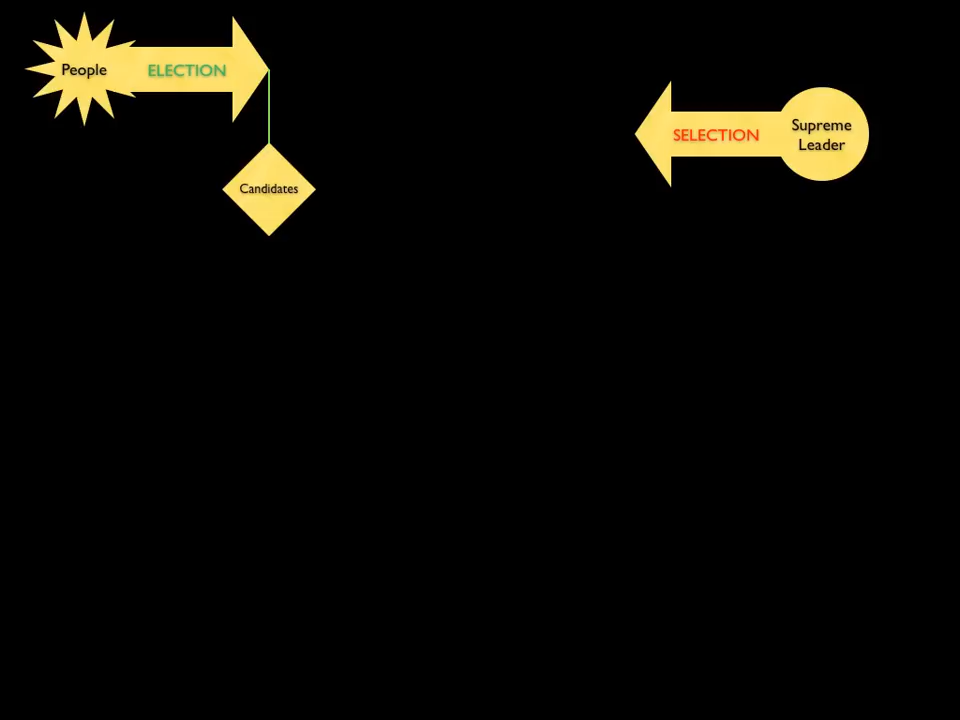 People
ELECTION
Supreme
Leader
SELECTION
Candidates